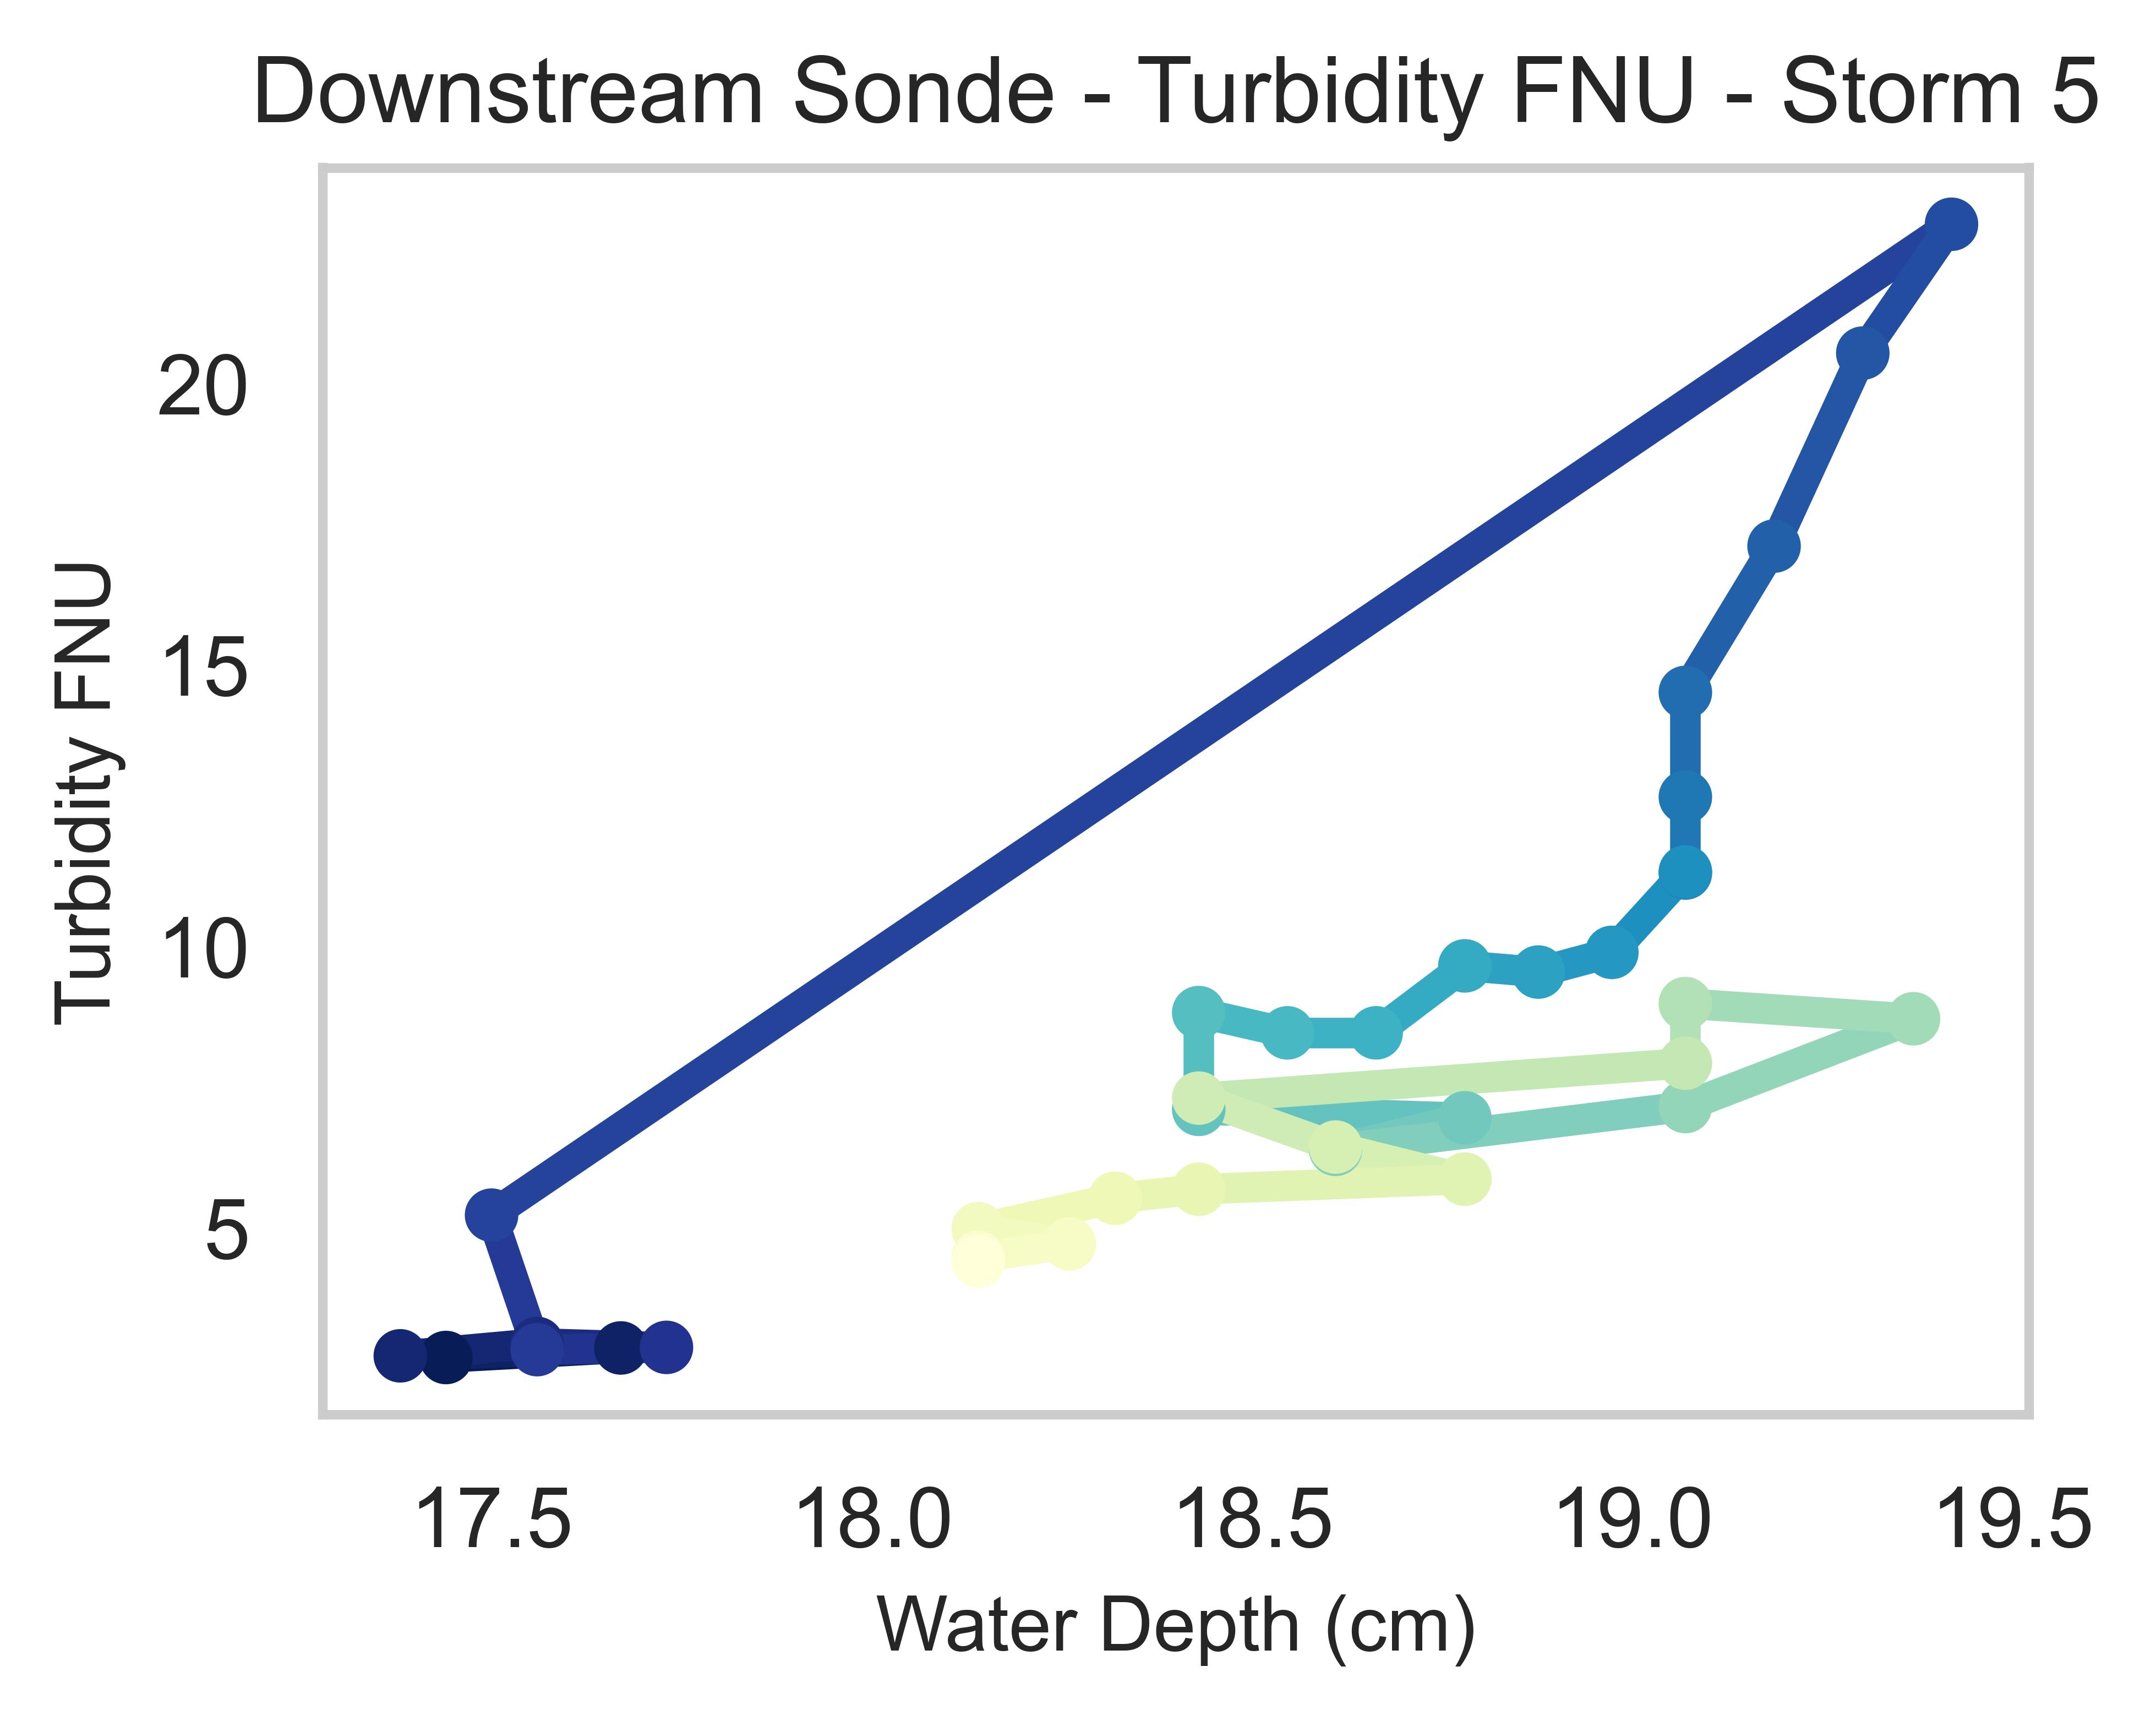 Downstream Sonde - Turbidity FNU - Storm 5
Turbidity FNU
20
15
10
5
17.5 18.0 18.5 19.0 19.5
Water Depth (cm)